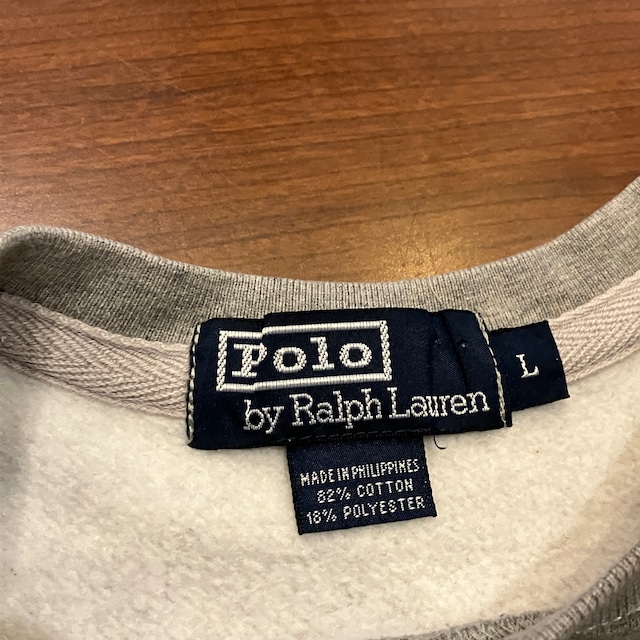 Polo
by Ralph Lauren
L
MADE IN PHILIPPINES
82% COTTON
18% POLYESTER